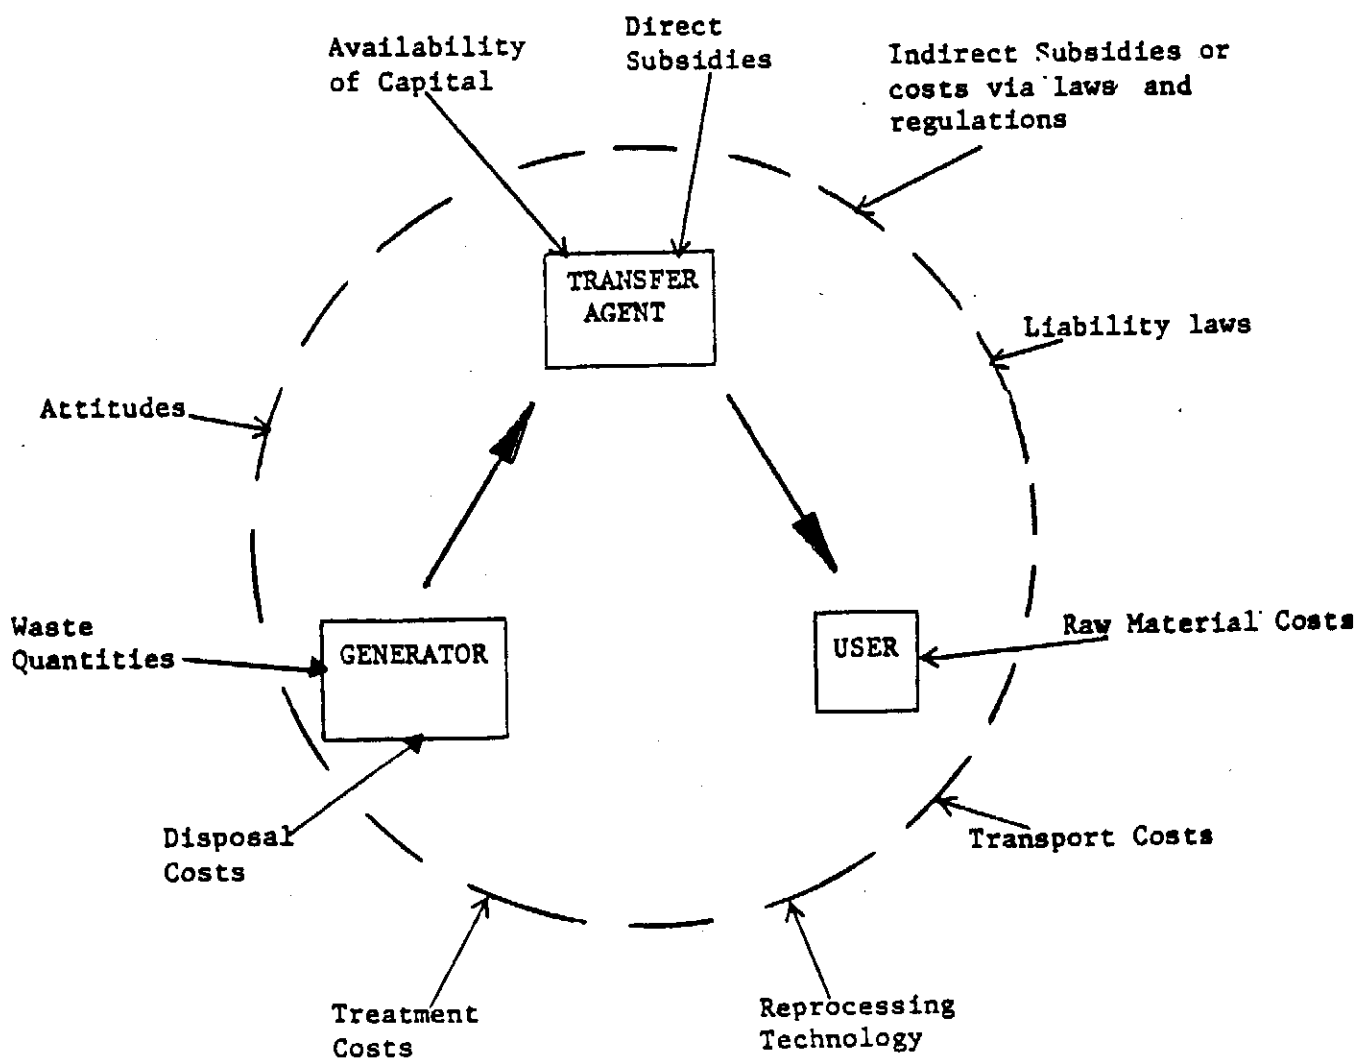 Direct
Subsidies
Availability
of Capital
Indirect Subsidies or
costs via laws and
regulations
TRANSFER
AGENT
Liability laws
Attitudes
Waste
Quantities
GENERATOR
USER
Raw Material Costs
Disposal
Costs
Transport Costs
Treatment
Costs
Reprocessing
Technology